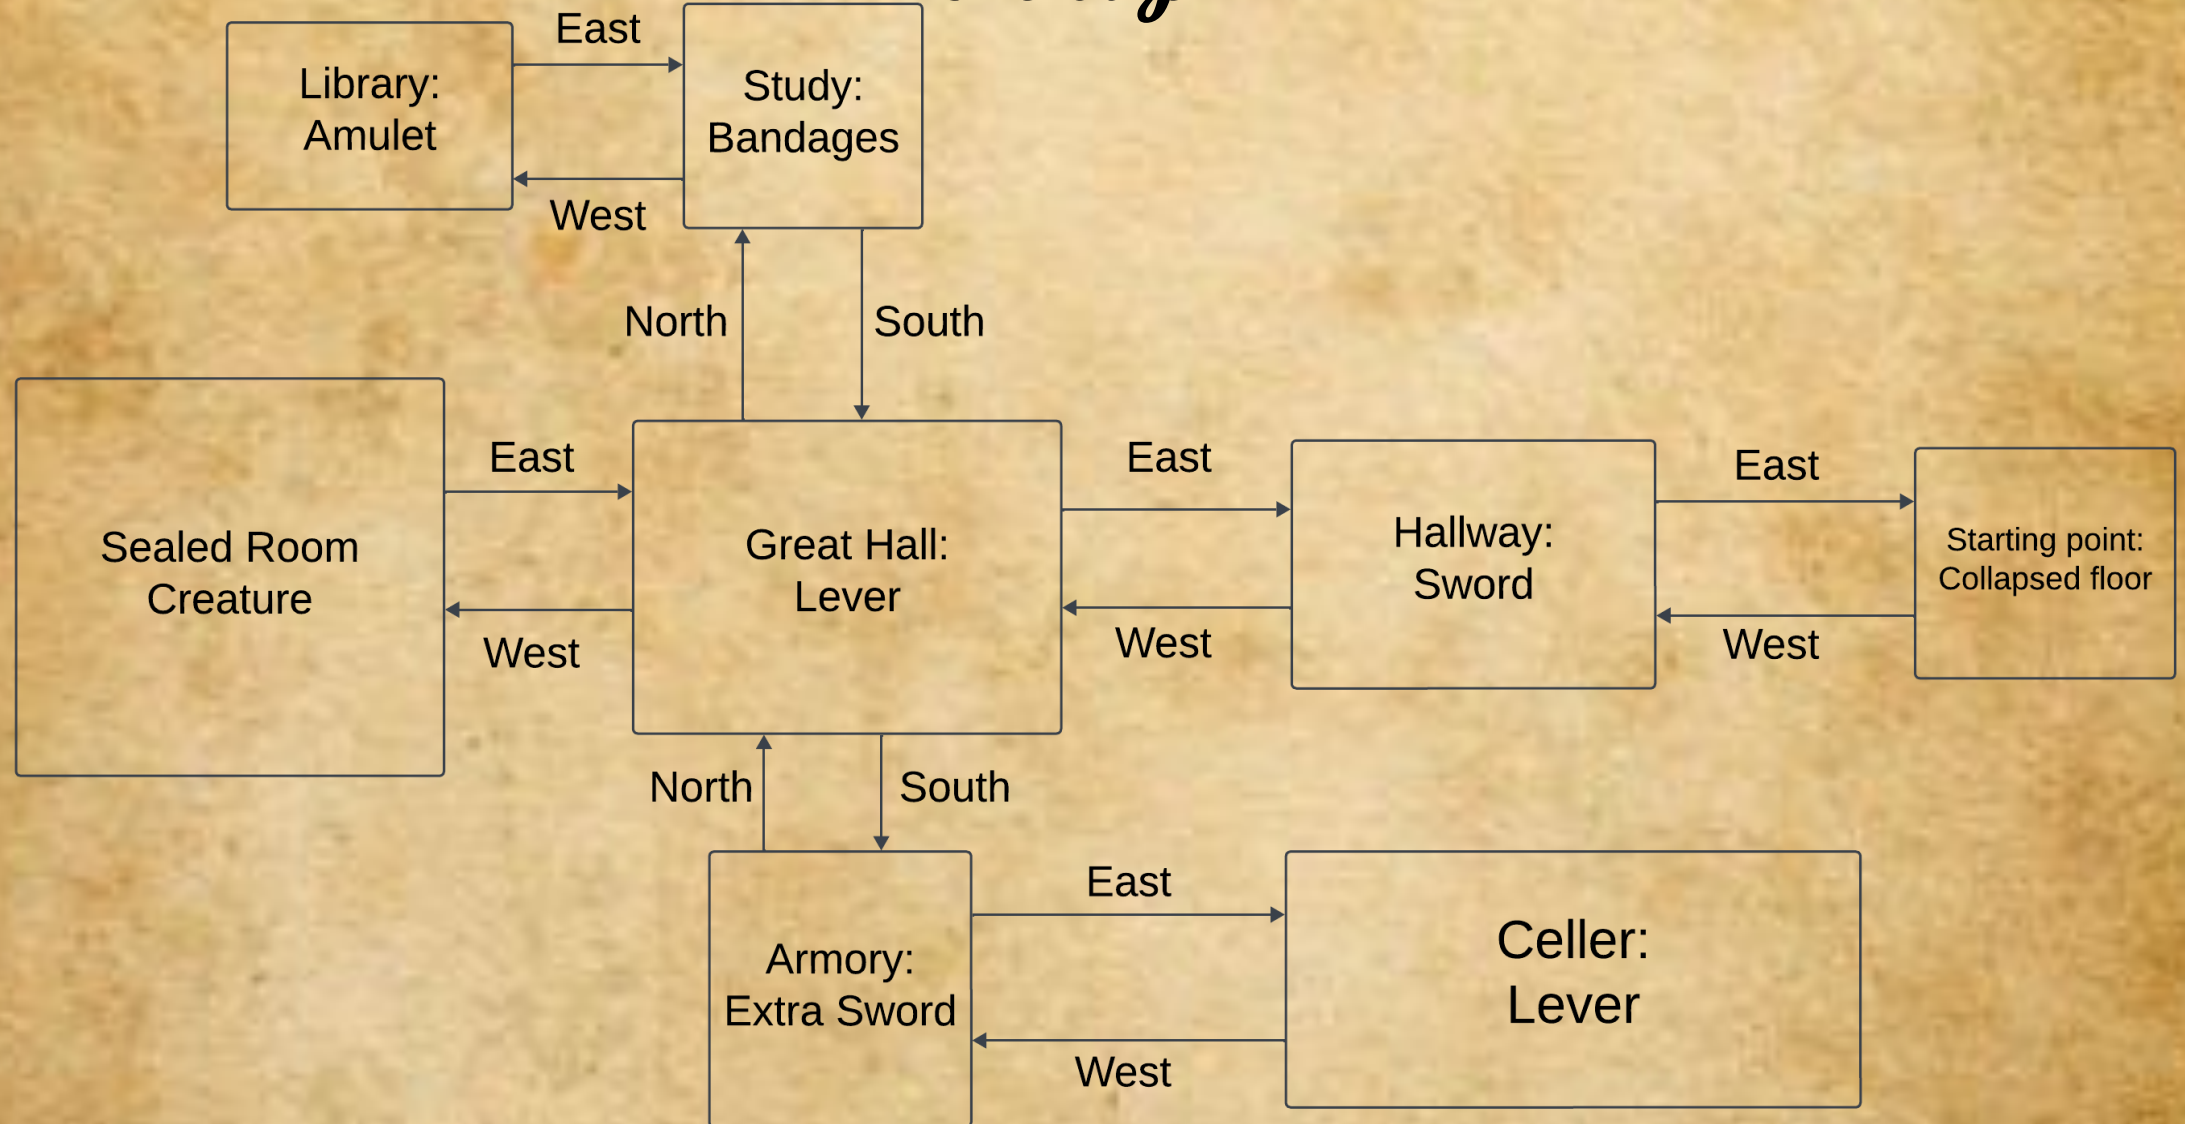 East
Library:
Amulet
Study:
Bandages
West
North
South
Sealed Room
Creature
East
West
Great Hall:
Lever
East
West
Hallway:
Sword
East
West
Starting point:
Collapsed floor
North
South
Armory:
Extra Sword
East
West
Celler:
Lever